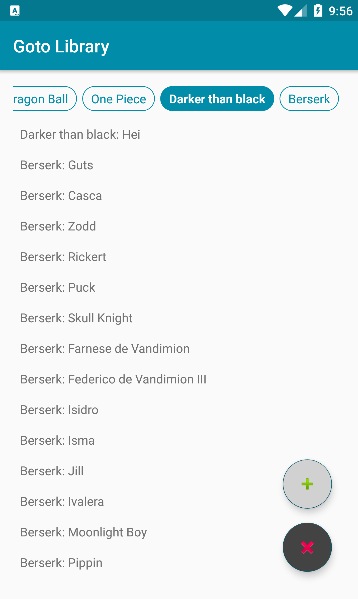 A
9:56
Goto Library
ragon Ball
One Piece
Darker than black
Berserk
Darker than black: Hei
Berserk: Guts
Berserk: Casca
Berserk: Zodd
Berserk: Rickert
Berserk: Puck
Berserk: Skull Knight
Berserk: Farnese de Vandimion
Berserk: Federico de Vandimion III
Berserk: Isidro
Berserk: Isma
Berserk: Jill
Berserk: Ivalera
Berserk: Moonlight Boy
Berserk: Pippin